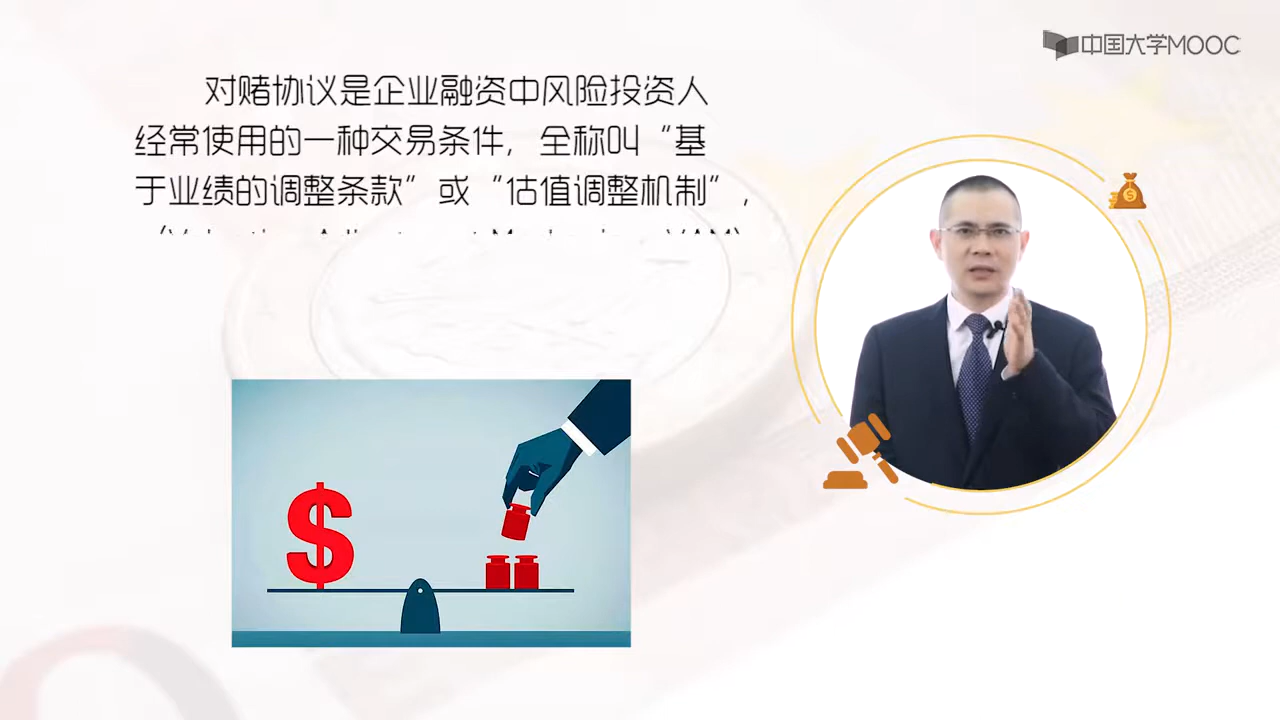 中国大学MOOC
对赌协议是企业融资中风险投资人
经常使用的一种交易条件，全称叫“基
于业绩的调整条款”或“估值调整机制”，
$
$